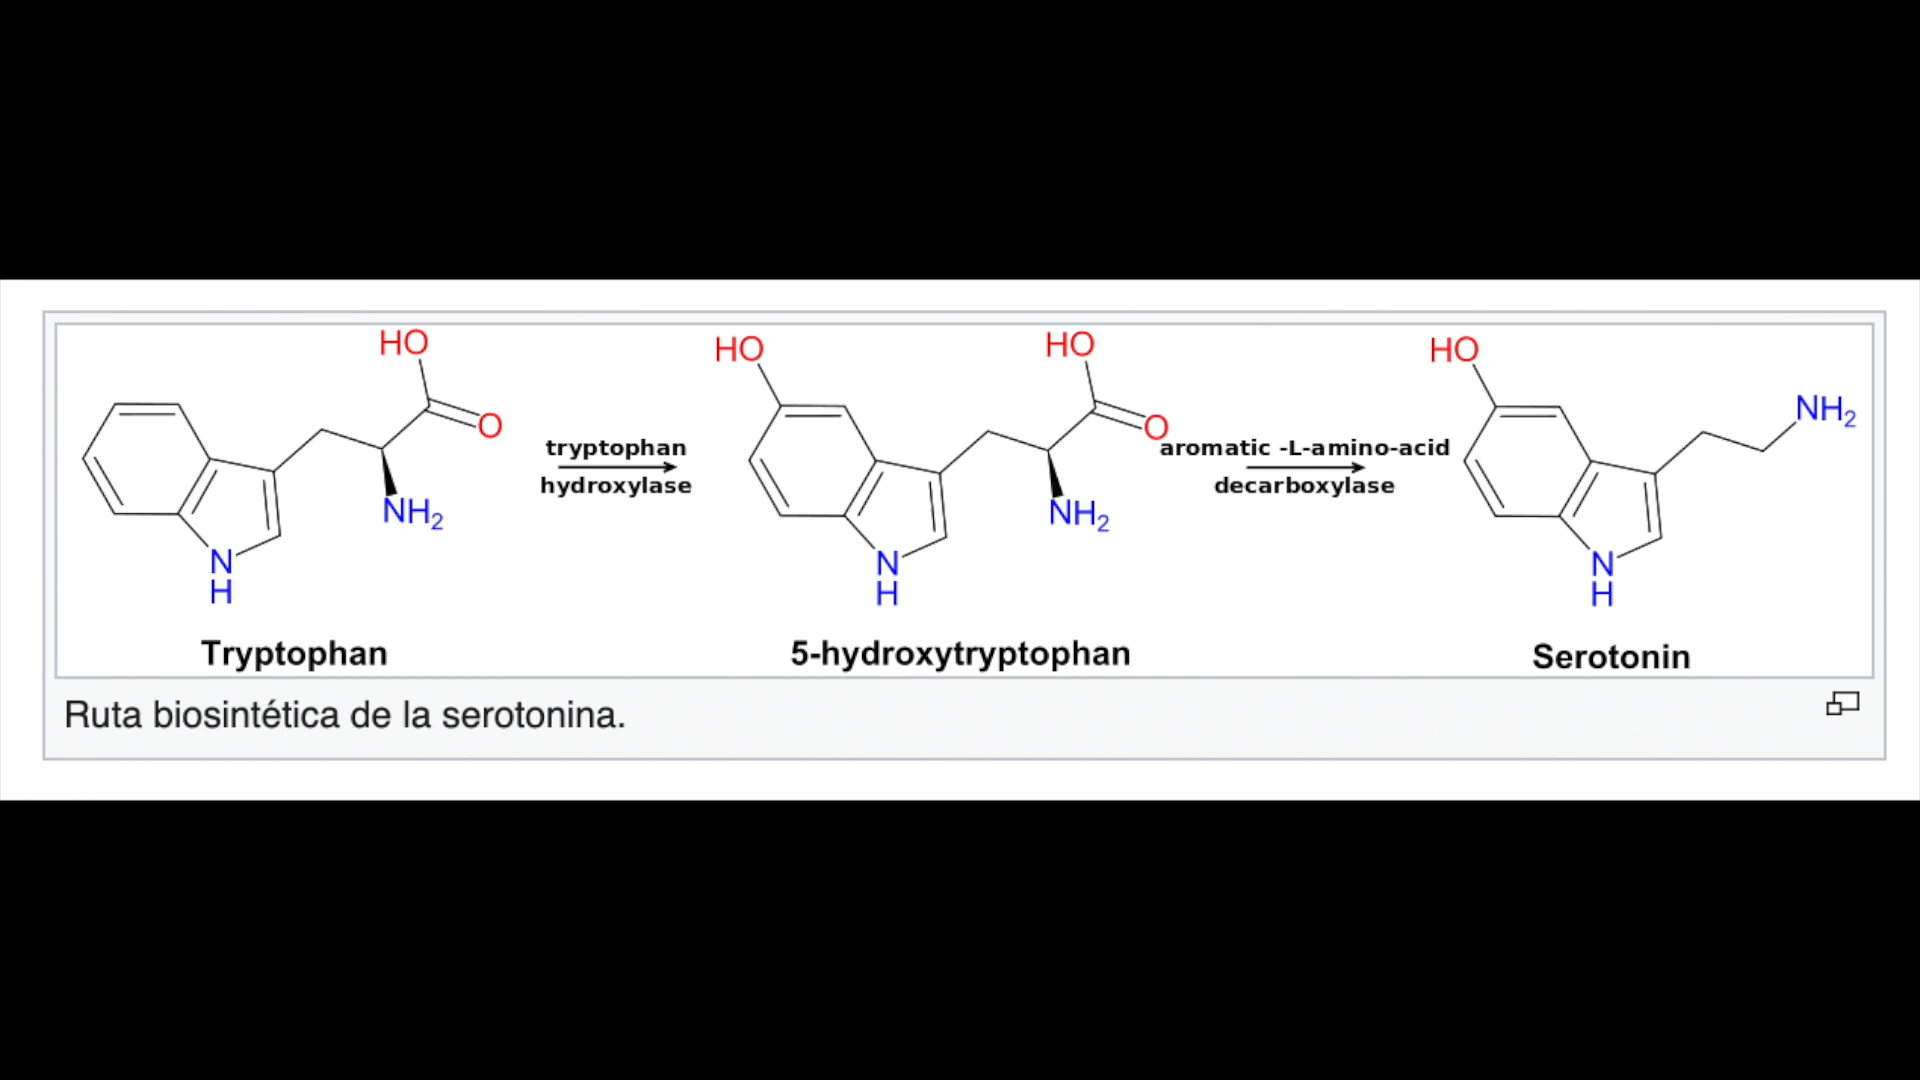 HO
O
NH2
N
H
Tryptophan
tryptophan
hydroxylase
HO
HO
O
NH2
N
H
5-hydroxytryptophan
aromatic -L-amino-acid
decarboxylase
HO
NH2
N
H
Serotonin
Ruta biosintética de la serotonina.